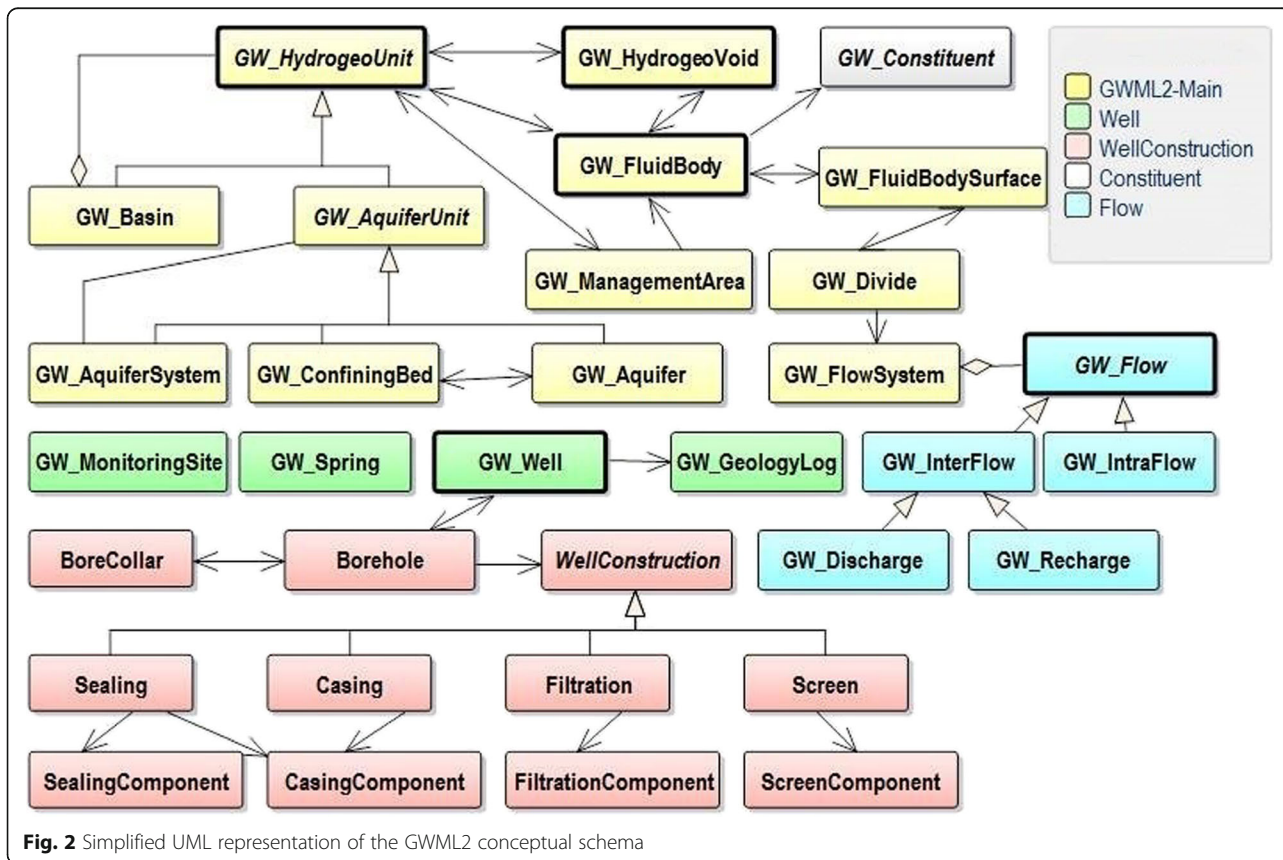 GW_HydrogeoUnit
GW_HydrogeoVoid
GW_Constituent
GWML2-Main
Well
WellConstruction
Constituent
Flow
GW_FluidBody
GW_FluidBodySurface
GW_Basin
GW_AquiferUnit
GW_ManagementArea
GW_Divide
GW_AquiferSystem
GW_ConfiningBed
GW_Aquifer
GW_FlowSystem
GW_Flow
GW_MonitoringSite
GW_Spring
GW_Well
GW_GeologyLog
GW_InterFlow
GW_IntraFlow
BoreCollar
Borehole
WellConstruction
GW_Discharge
GW_Recharge
Sealing
Casing
Filtration
Screen
SealingComponent
CasingComponent
FiltrationComponent
ScreenComponent
Fig. 2 Simplified UML representation of the GWML2 conceptual schema